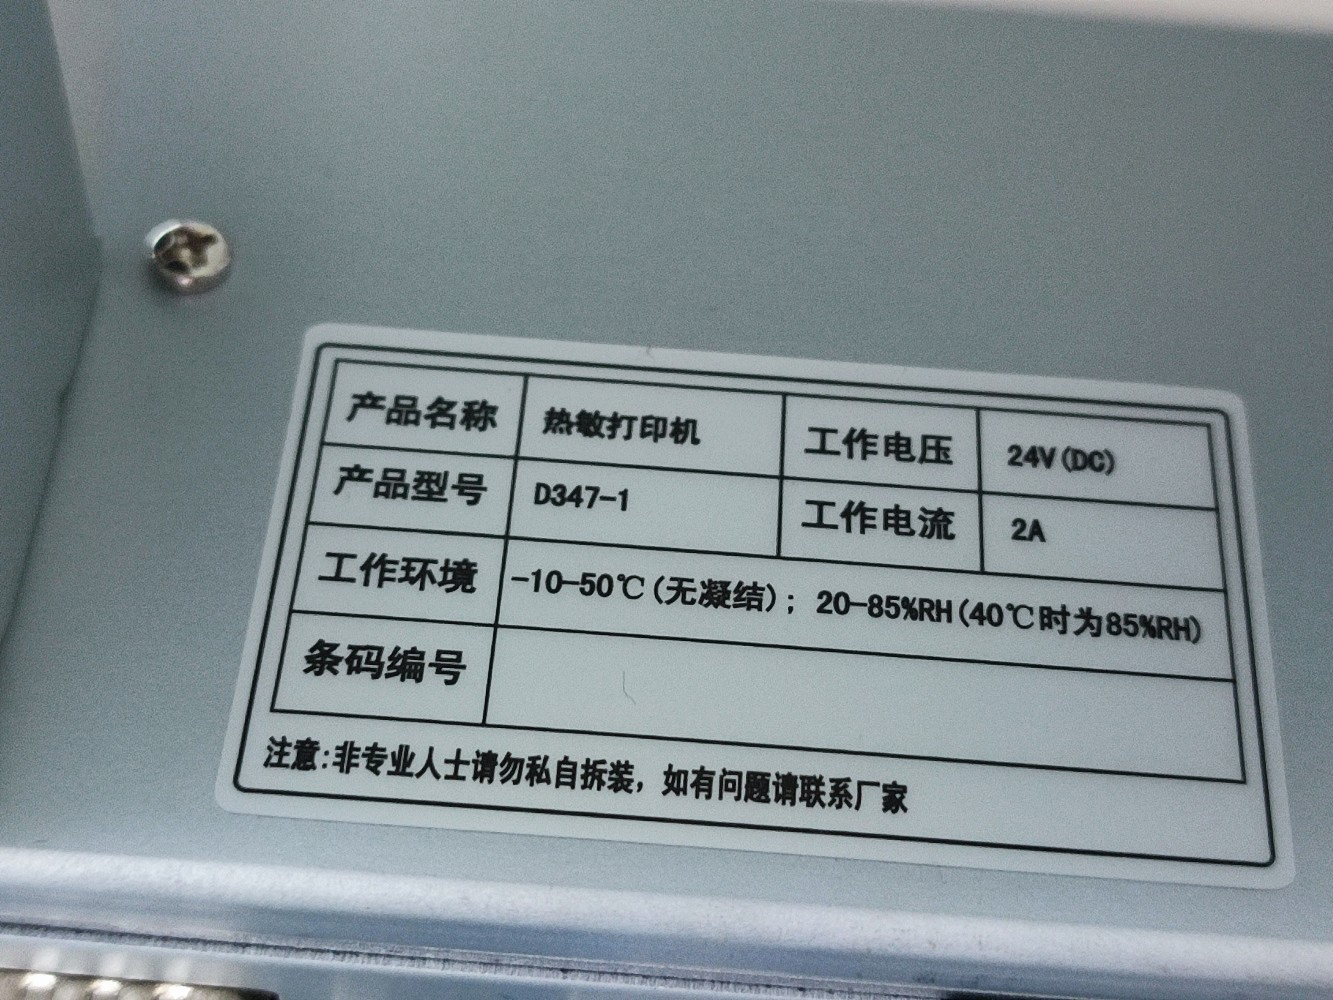 产品名称 热敏打印机 工作电压 24V(DC)
产品型号 D347-1 工作电流 2A
工作环境 -10-50℃(无凝结); 20-85%RH(40℃时为85%RH)
条码编号
注意:非专业人士请勿私自拆装，如有问题请联系厂家